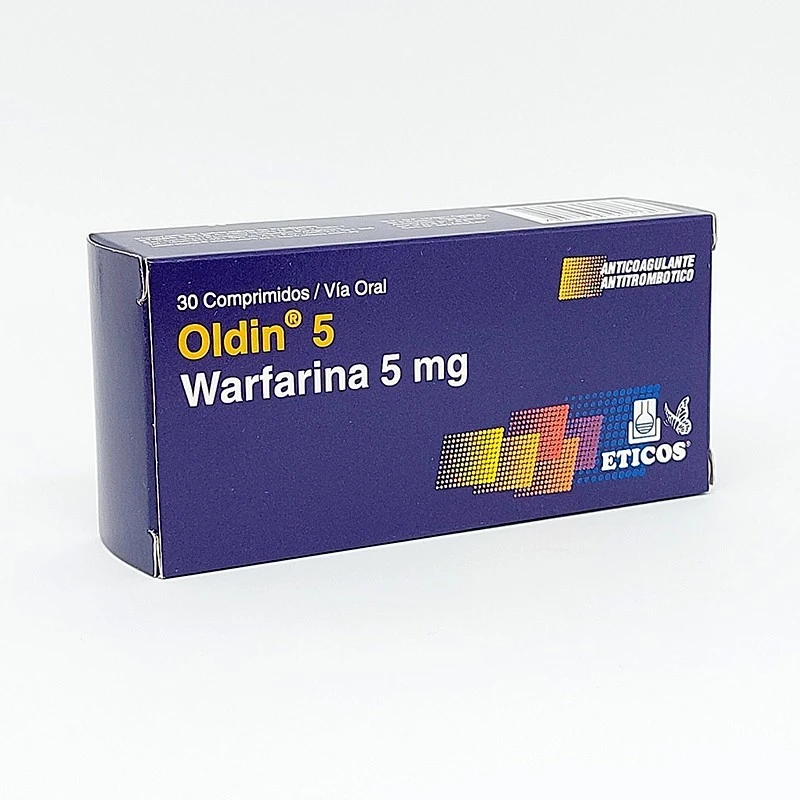 30 Comprimidos / Vía Oral
Oldin® 5
Warfarina 5 mg
ANTICOAGULANTE
ANTITROMBOTICO
ETICOS®